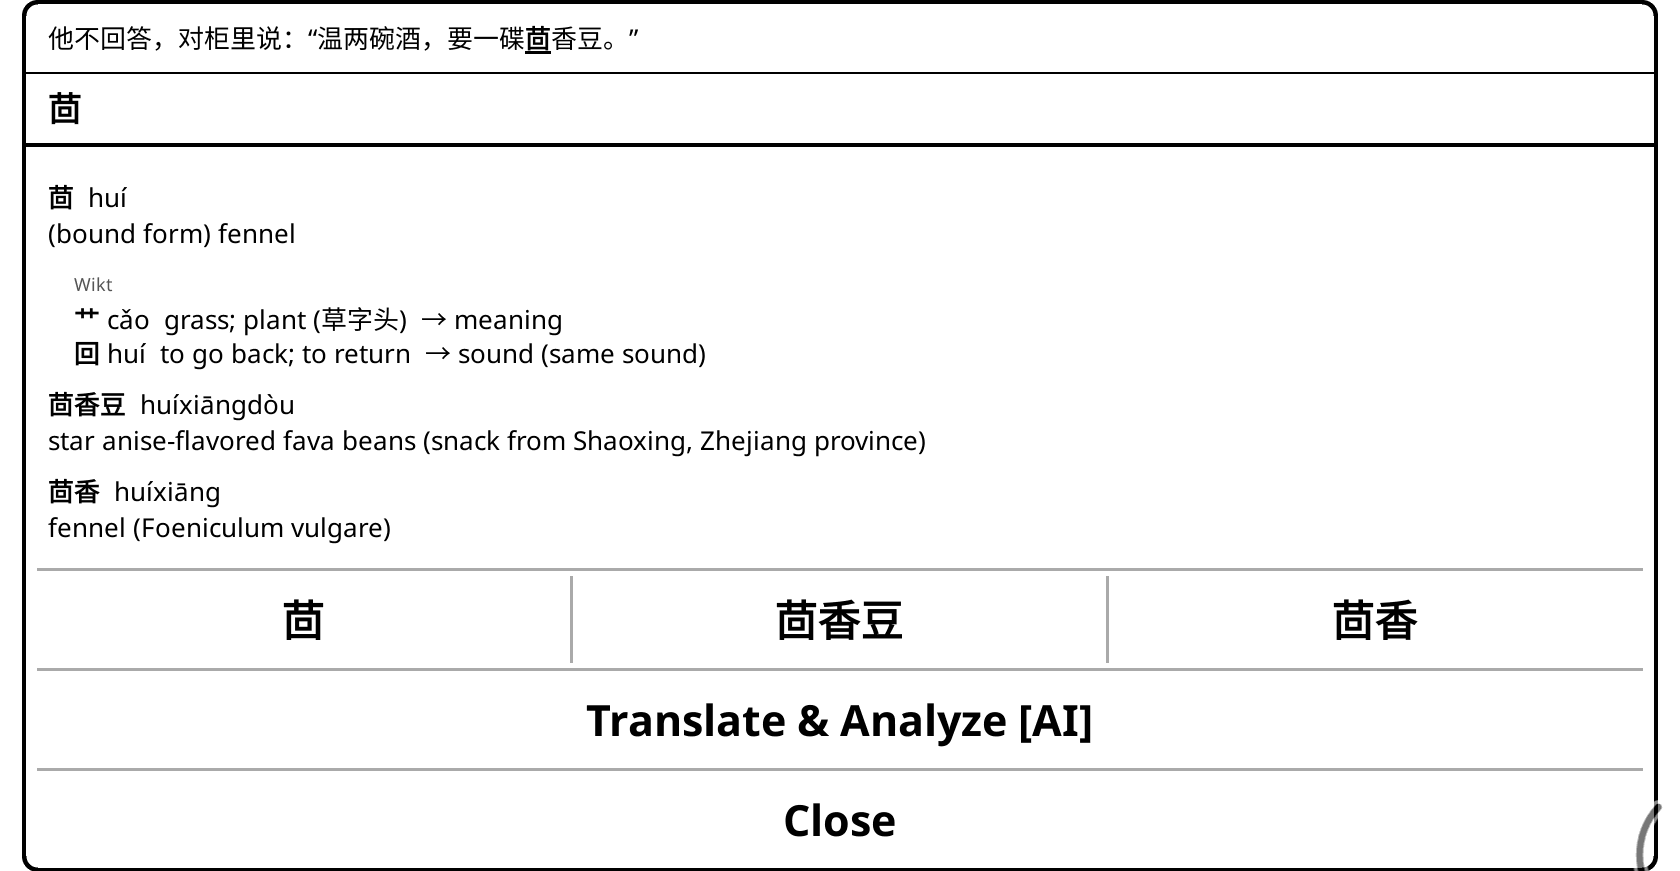 他不回答，对柜里说：“温两碗酒，要一碟茴香豆。”
茴
茴 huí
(bound form) fennel
Wikt
艹 cǎo grass; plant (草字头) → meaning
回 huí to go back; to return → sound (same sound)
茴香豆 huíxiāngdòu
star anise-flavored fava beans (snack from Shaoxing, Zhejiang province)
茴香 huíxiāng
fennel (Foeniculum vulgare)
茴 茴香豆 茴香
Translate & Analyze [AI]
Close